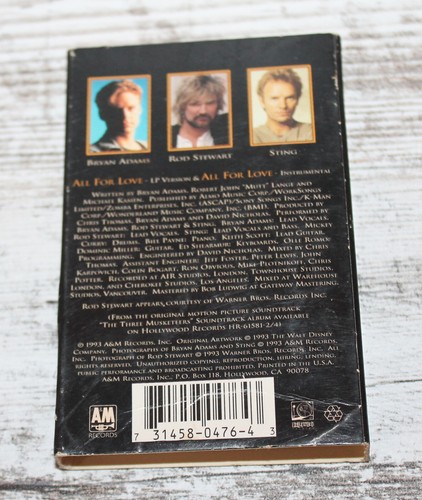 Bryan Adams Rod Stewart Sting
All For Love - LP Version & All For Love - Instrumental
Written by Bryan Adams, Robert John "Mutt" Lange and
Michael Kamen. Published by Almo Music Corp./Worksongs
Limited/Zomba Enterprises, Inc. (ASCAP)/Sony Songs Inc./K-Man
Corp./Wonderland Music Company, Inc. (BMI). Produced by
Chris Thomas, Bryan Adams and David Nicholas. Performed by
Bryan Adams, Rod Stewart & Sting. Bryan Adams: Lead Vocals.
Rod Stewart: Lead Vocals. Sting: Lead Vocals and Bass. Mickey
Curry: Drums. Bill Payne: Piano. Keith Scott: Lead Guitar.
Dominic Miller: Guitar. Ed Shearmur: Keyboards. Olle Romo:
Programming. Engineered by David Nicholas. Mixed by Chris
Thomas. Assistant Engineer: Jeff Foster, Peter Lewis, John
Karpovich, Colin Bogart, Ron Obvious, Mike Plotnikoff, Chris
Potter. Recorded at AIR Studios, London, Townhouse Studios,
London, and Cherokee Studios, Los Angeles. Mixed at Warehouse
Studios, Vancouver. Mastered by Bob Ludwig at Gateway Mastering.
Rod Stewart appears courtesy of Warner Bros. Records Inc.
(From the original motion picture soundtrack
"The Three Musketeers" Soundtrack album available
on Hollywood Records HR-61581-2/4)
© 1993 A&M Records, Inc. Original Artwork © 1993 The Walt Disney
Company. Photographs of Bryan Adams and Sting © 1993 A&M Records,
Inc. Photograph of Rod Stewart © 1993 Warner Bros. Records Inc.
Unauthorized copying, reproduction, hiring, lending,
public performance and broadcasting prohibited. Printed in the U.S.A.
A&M Records, Inc., P.O. Box 118, Hollywood, CA 90078.
AM
RECORDS
7 31458-0476-4 3